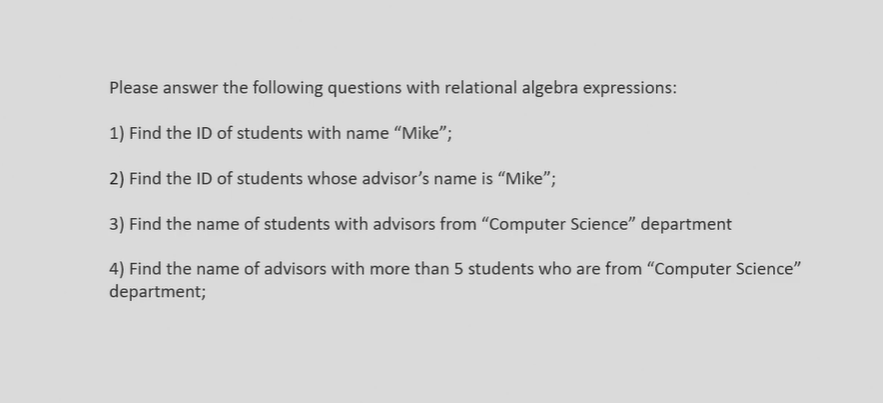 Please answer the following questions with relational algebra expressions:
1) Find the ID of students with name “Mike”;
2) Find the ID of students whose advisor’s name is “Mike”;
3) Find the name of students with advisors from “Computer Science” department
4) Find the name of advisors with more than 5 students who are from “Computer Science”
department;